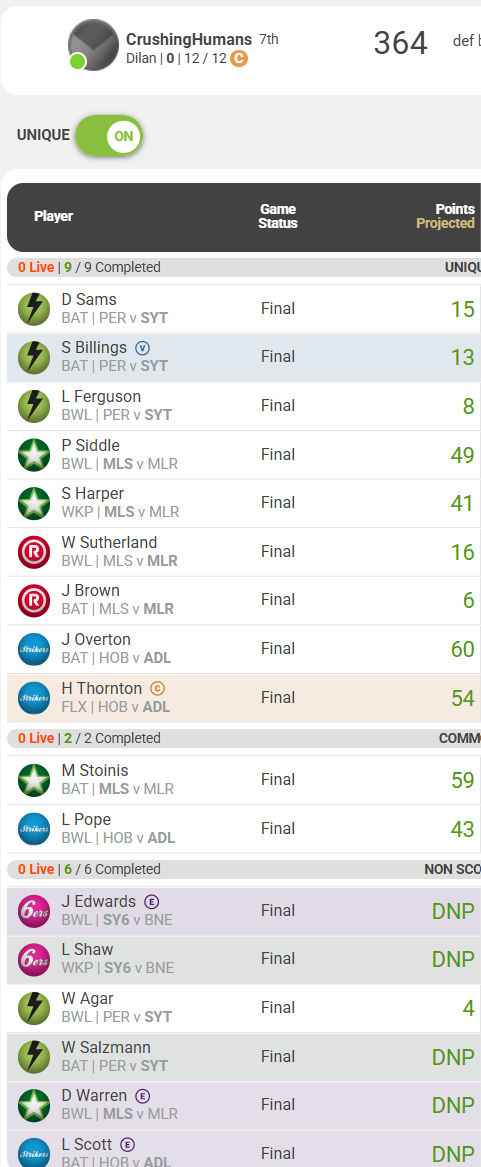 CrushingHumans 7th
Dilan | 0 | 12 / 12 C
364
def b
UNIQUE ON
Player
Game Status
Points
Projected
0 Live | 9 / 9 Completed UNIQU
D Sams
BAT | PER v SYT
Final
15
S Billings V
BAT | PER v SYT
Final
13
L Ferguson
BWL | PER v SYT
Final
8
P Siddle
BWL | MLS v MLR
Final
49
S Harper
WKP | MLS v MLR
Final
41
R
W Sutherland
BWL | MLS v MLR
Final
16
R
J Brown
BAT | MLS v MLR
Final
6
Strikers
J Overton
BAT | HOB v ADL
Final
60
Strikers
H Thornton C
FLX | HOB v ADL
Final
54
0 Live | 2 / 2 Completed COMMO
M Stoinis
BAT | MLS v MLR
Final
59
Strikers
L Pope
BWL | HOB v ADL
Final
43
0 Live | 6 / 6 Completed NON SCO
6ers
J Edwards E
BWL | SY6 v BNE
Final
DNP
6ers
L Shaw
WKP | SY6 v BNE
Final
DNP
W Agar
BWL | PER v SYT
Final
4
W Salzmann
BAT | PER v SYT
Final
DNP
D Warren E
BWL | MLS v MLR
Final
DNP
Strikers
L Scott E
BAT | HOB v ADL
Final
DNP